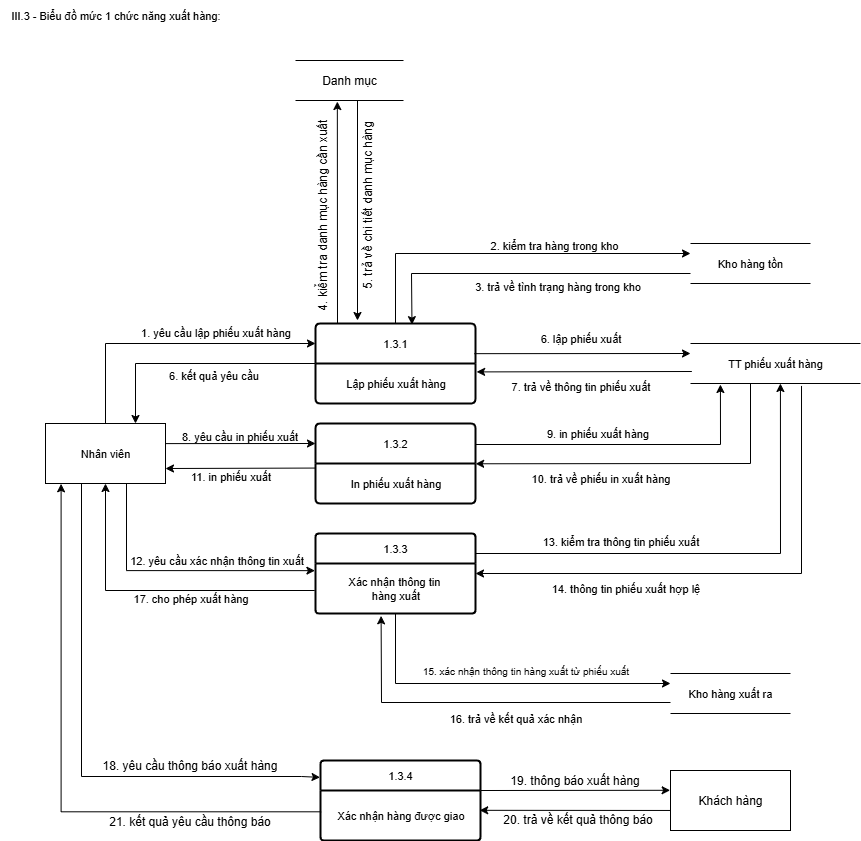 III.3 - Biểu đồ mức 1 chức năng xuất hàng:
Danh mục
4. kiểm tra danh mục hàng cần xuất
5. trả về chi tiết danh mục hàng
2. kiểm tra hàng trong kho
Kho hàng tồn
3. trả về tình trạng hàng trong kho
1. yêu cầu lập phiếu xuất hàng
1.3.1
6. lập phiếu xuất
TT phiếu xuất hàng
6. kết quả yêu cầu
Lập phiếu xuất hàng
7. trả về thông tin phiếu xuất
Nhân viên
8. yêu cầu in phiếu xuất
1.3.2
9. in phiếu xuất hàng
11. in phiếu xuất
In phiếu xuất hàng
10. trả về phiếu in xuất hàng
1.3.3
13. kiểm tra thông tin phiếu xuất
12. yêu cầu xác nhận thông tin xuất
Xác nhận thông tin
hàng xuất
14. thông tin phiếu xuất hợp lệ
17. cho phép xuất hàng
15. xác nhận thông tin hàng xuất từ phiếu xuất
Kho hàng xuất ra
16. trả về kết quả xác nhận
18. yêu cầu thông báo xuất hàng
1.3.4
19. thông báo xuất hàng
Khách hàng
21. kết quả yêu cầu thông báo
Xác nhận hàng được giao
20. trả về kết quả thông báo